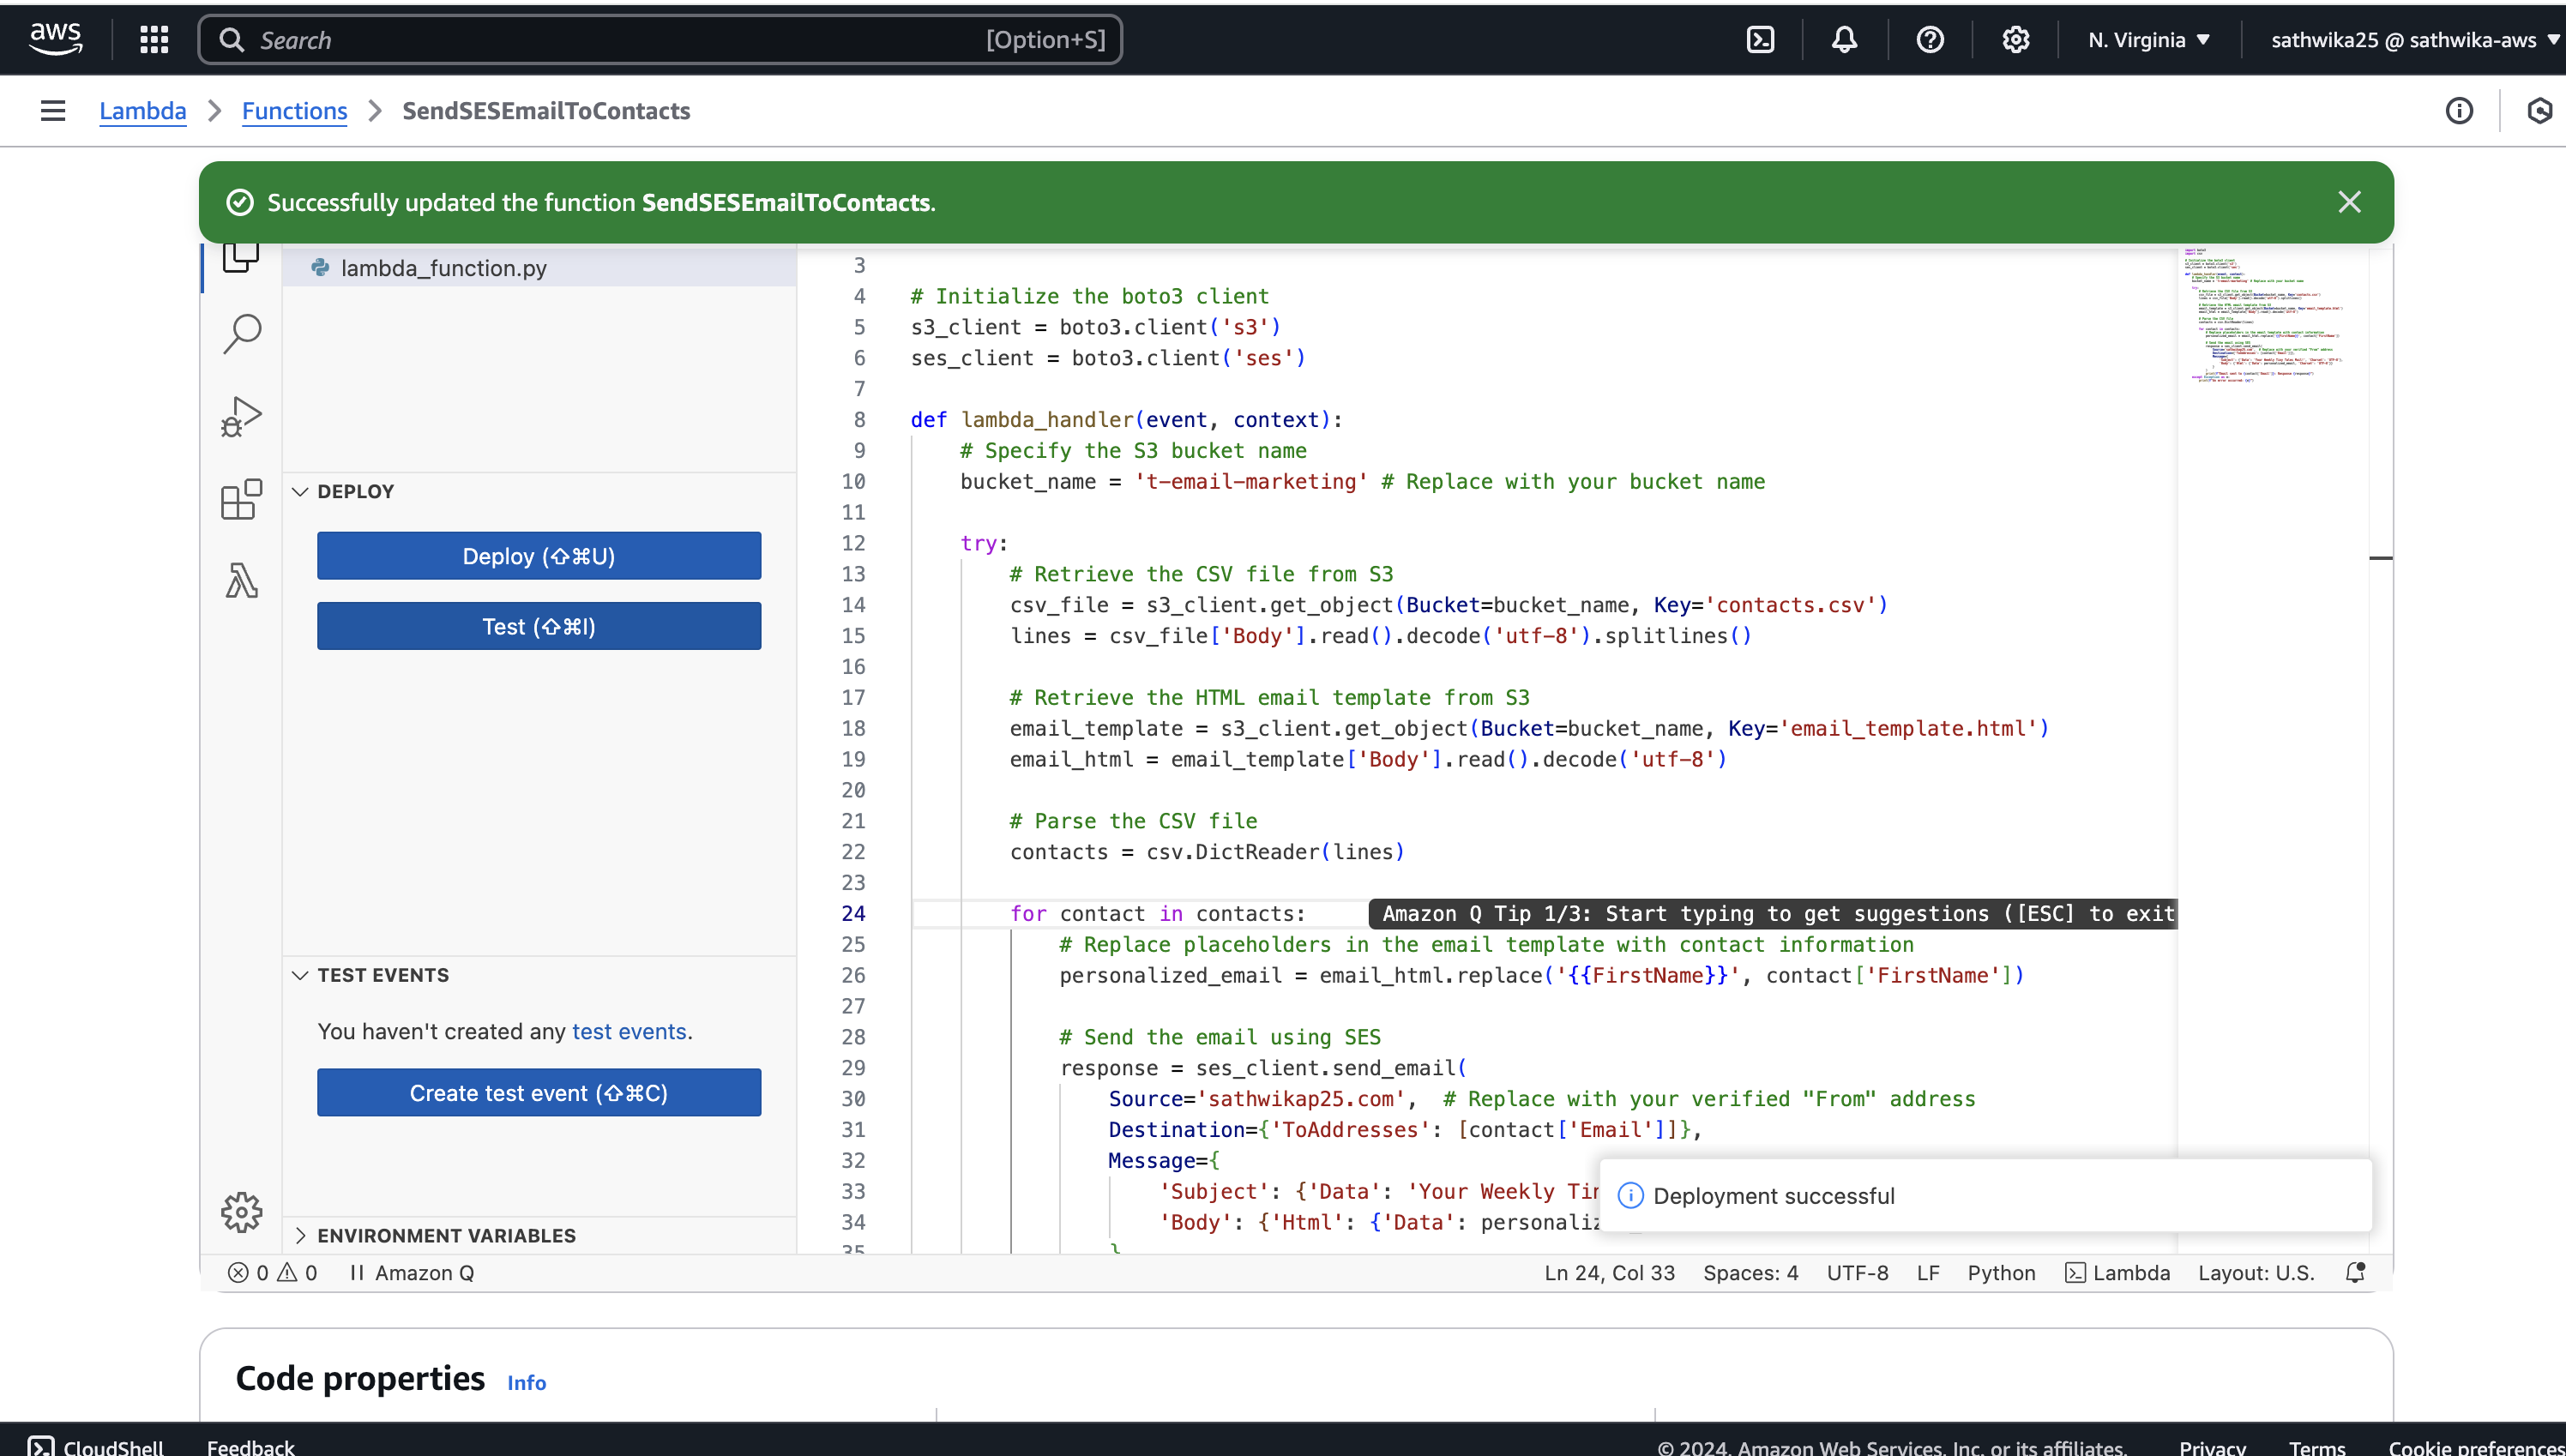 aws
Search [Option+S]
N. Virginia ▼
sathwika25 @ sathwika-aws ▼
Lambda > Functions > SendSESEmailToContacts
Successfully updated the function SendSESEmailToContacts.
lambda_function.py
DEPLOY
Deploy (⇧⌘U)
Test (⇧⌘I)
TEST EVENTS
You haven't created any test events.
Create test event (⇧⌘C)
ENVIRONMENT VARIABLES
3
4 # Initialize the boto3 client
5 s3_client = boto3.client('s3')
6 ses_client = boto3.client('ses')
7
8 def lambda_handler(event, context):
9 # Specify the S3 bucket name
10 bucket_name = 't-email-marketing' # Replace with your bucket name
11
12 try:
13 # Retrieve the CSV file from S3
14 csv_file = s3_client.get_object(Bucket=bucket_name, Key='contacts.csv')
15 lines = csv_file['Body'].read().decode('utf-8').splitlines()
16
17 # Retrieve the HTML email template from S3
18 email_template = s3_client.get_object(Bucket=bucket_name, Key='email_template.html')
19 email_html = email_template['Body'].read().decode('utf-8')
20
21 # Parse the CSV file
22 contacts = csv.DictReader(lines)
23
24 for contact in contacts: Amazon Q Tip 1/3: Start typing to get suggestions ([ESC] to exit
25 # Replace placeholders in the email template with contact information
26 personalized_email = email_html.replace('{{FirstName}}', contact['FirstName'])
27
28 # Send the email using SES
29 response = ses_client.send_email(
30 Source='sathwikap25.com', # Replace with your verified "From" address
31 Destination={'ToAddresses': [contact['Email']]},
32 Message={
33 'Subject': {'Data': 'Your Weekly
34 'Body': {'Html': {'Data':
35 }
Deployment successful
0 0 Amazon Q
Ln 24, Col 33 Spaces: 4 UTF-8 LF Python Lambda Layout: U.S.
Code properties Info
CloudShell Feedback
© 2024, Amazon Web Services, Inc. or its affiliates. Privacy Terms Cookie preferences